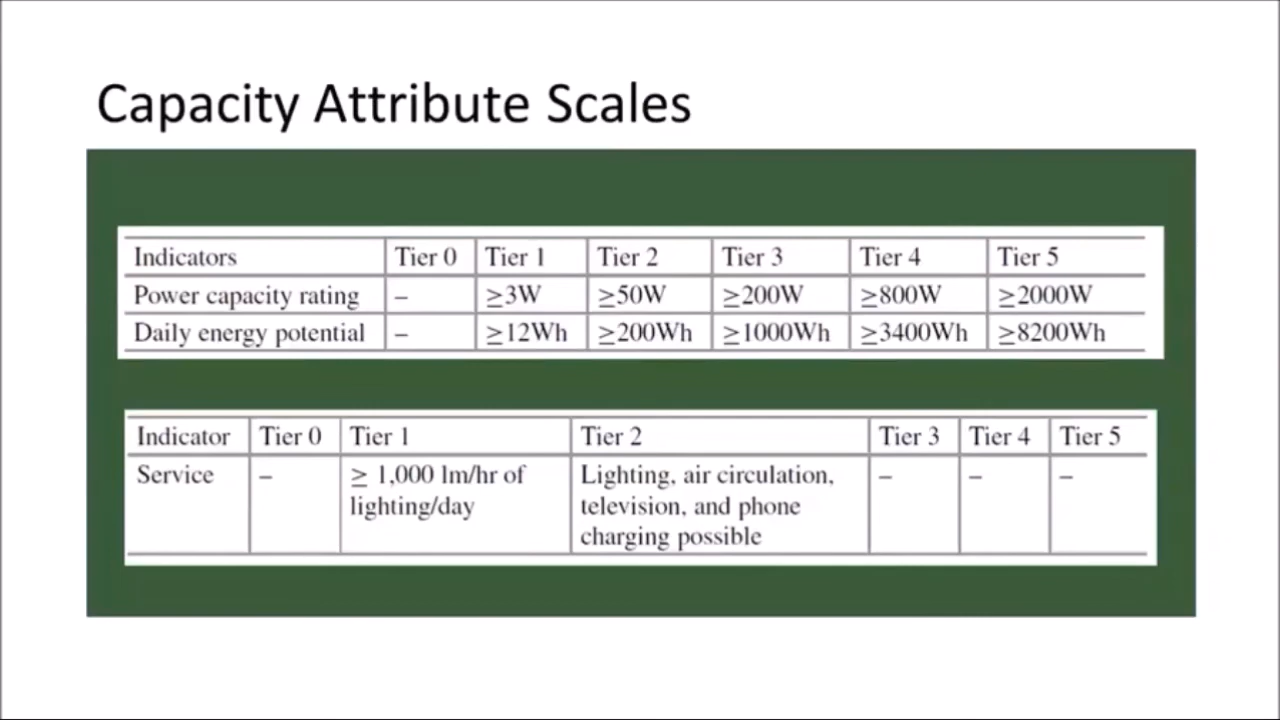 Capacity Attribute Scales
Indicators Tier 0 Tier 1 Tier 2 Tier 3 Tier 4 Tier 5
Power capacity rating – ≥3W ≥50W ≥200W ≥800W ≥2000W
Daily energy potential – ≥12Wh ≥200Wh ≥1000Wh ≥3400Wh ≥8200Wh
Indicator Tier 0 Tier 1 Tier 2 Tier 3 Tier 4 Tier 5
Service – ≥ 1,000 lm/hr of Lighting, air circulation, – – –
lighting/day television, and phone
charging possible